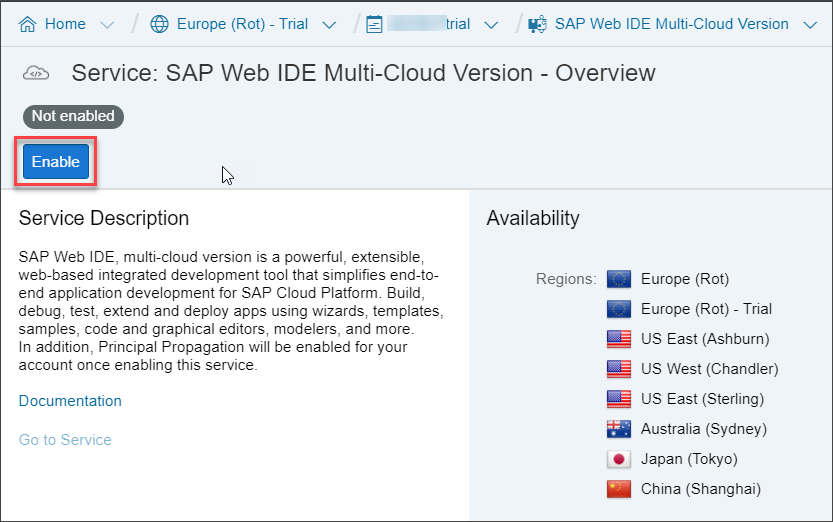 Home Europe (Rot) - Trial trial SAP Web IDE Multi-Cloud Version
Service: SAP Web IDE Multi-Cloud Version - Overview
Not enabled
Enable
Service Description
SAP Web IDE, multi-cloud version is a powerful, extensible,
web-based integrated development tool that simplifies end-to-
end application development for SAP Cloud Platform. Build,
debug, test, extend and deploy apps using wizards, templates,
samples, code and graphical editors, modelers, and more.
In addition, Principal Propagation will be enabled for your
account once enabling this service.
Documentation
Go to Service
Availability
Regions: Europe (Rot)
Europe (Rot) - Trial
US East (Ashburn)
US West (Chandler)
US East (Sterling)
Australia (Sydney)
Japan (Tokyo)
China (Shanghai)